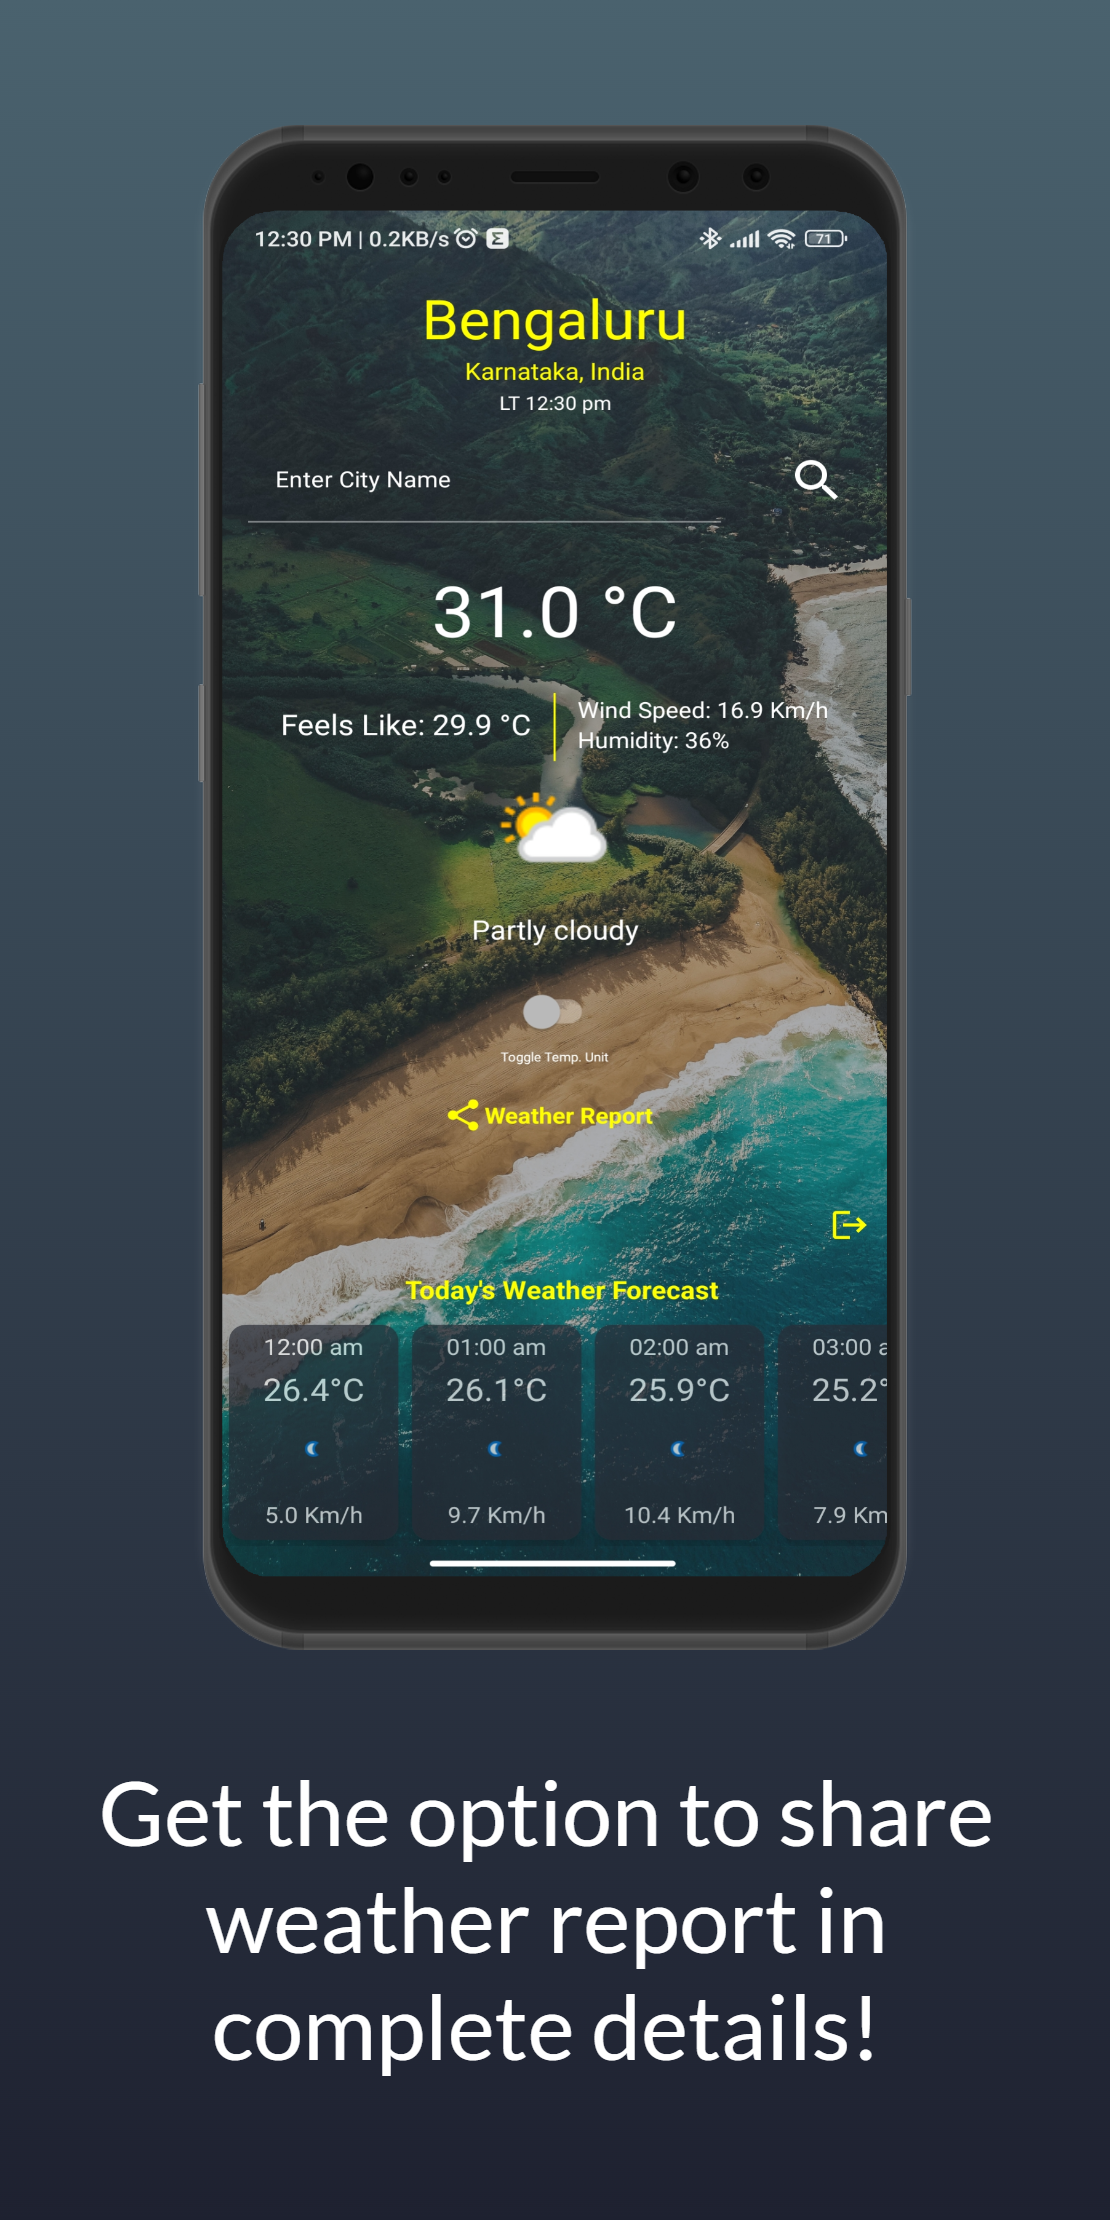 12:30 PM | 0.2KB/s
71
Bengaluru
Karnataka, India
LT 12:30 pm
Enter City Name
31.0 °C
Feels Like: 29.9 °C
Wind Speed: 16.9 Km/h
Humidity: 36%
Partly cloudy
Toggle Temp. Unit
Weather Report
Today's Weather Forecast
12:00 am 01:00 am 02:00 am 03:00 a
26.4°C 26.1°C 25.9°C 25.2°
5.0 Km/h 9.7 Km/h 10.4 Km/h 7.9 Km
Get the option to share
weather report in
complete details!